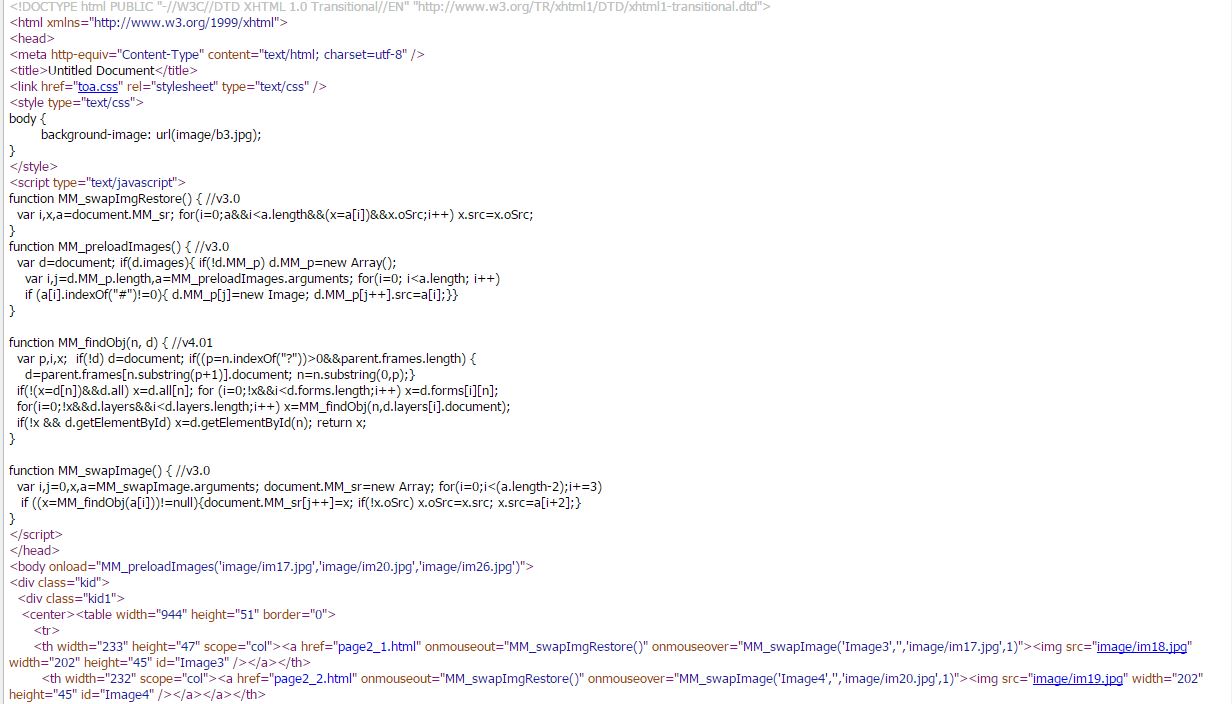 <!DOCTYPE html PUBLIC "-//W3C//DTD XHTML 1.0 Transitional//EN" "http://www.w3.org/TR/xhtml1/DTD/xhtml1-transitional.dtd">
<html xmlns="http://www.w3.org/1999/xhtml">
<head>
<meta http-equiv="Content-Type" content="text/html; charset=utf-8" />
<title>Untitled Document</title>
<link href="toa.css" rel="stylesheet" type="text/css" />
<style type="text/css">
body {
	background-image: url(image/b3.jpg);
}
</style>
<script type="text/javascript">
function MM_swapImgRestore() { //v3.0
  var i,x,a=document.MM_sr; for(i=0;a&&i<a.length&&(x=a[i])&&x.oSrc;i++) x.src=x.oSrc;
}
function MM_preloadImages() { //v3.0
  var d=document; if(d.images){ if(!d.MM_p) d.MM_p=new Array();
    var i,j=d.MM_p.length,a=MM_preloadImages.arguments; for(i=0; i<a.length; i++)
    if (a[i].indexOf("#")!=0){ d.MM_p[j]=new Image; d.MM_p[j++].src=a[i];}}
}

function MM_findObj(n, d) { //v4.01
  var p,i,x;  if(!d) d=document; if((p=n.indexOf("?"))>0&&parent.frames.length) {
    d=parent.frames[n.substring(p+1)].document; n=n.substring(0,p);}
  if(!(x=d[n])&&d.all) x=d.all[n]; for (i=0;!x&&i<d.forms.length;i++) x=d.forms[i][n];
  for(i=0;!x&&d.layers&&i<d.layers.length;i++) x=MM_findObj(n,d.layers[i].document);
  if(!x && d.getElementById) x=d.getElementById(n); return x;
}

function MM_swapImage() { //v3.0
  var i,j=0,x,a=MM_swapImage.arguments; document.MM_sr=new Array; for(i=0;i<(a.length-2);i+=3)
   if ((x=MM_findObj(a[i]))!=null){document.MM_sr[j++]=x; if(!x.oSrc) x.oSrc=x.src; x.src=a[i+2];}
}
</script>
</head>
<body onload="MM_preloadImages('image/im17.jpg','image/im20.jpg','image/im26.jpg')">
<div class="kid">
  <div class="kid1">
   <center><table width="944" height="51" border="0">
      <tr>
      <th width="233" height="47" scope="col"><a href="page2_1.html" onmouseout="MM_swapImgRestore()" onmouseover="MM_swapImage('Image3','','image/im17.jpg',1)"><img src="image/im18.jpg"
width="202" height="45" id="Image3" /></a></th>
        <th width="232" scope="col"><a href="page2_2.html" onmouseout="MM_swapImgRestore()" onmouseover="MM_swapImage('Image4','','image/im20.jpg',1)"><img src="image/im19.jpg" width="202"
height="45" id="Image4" /></a></a></th>